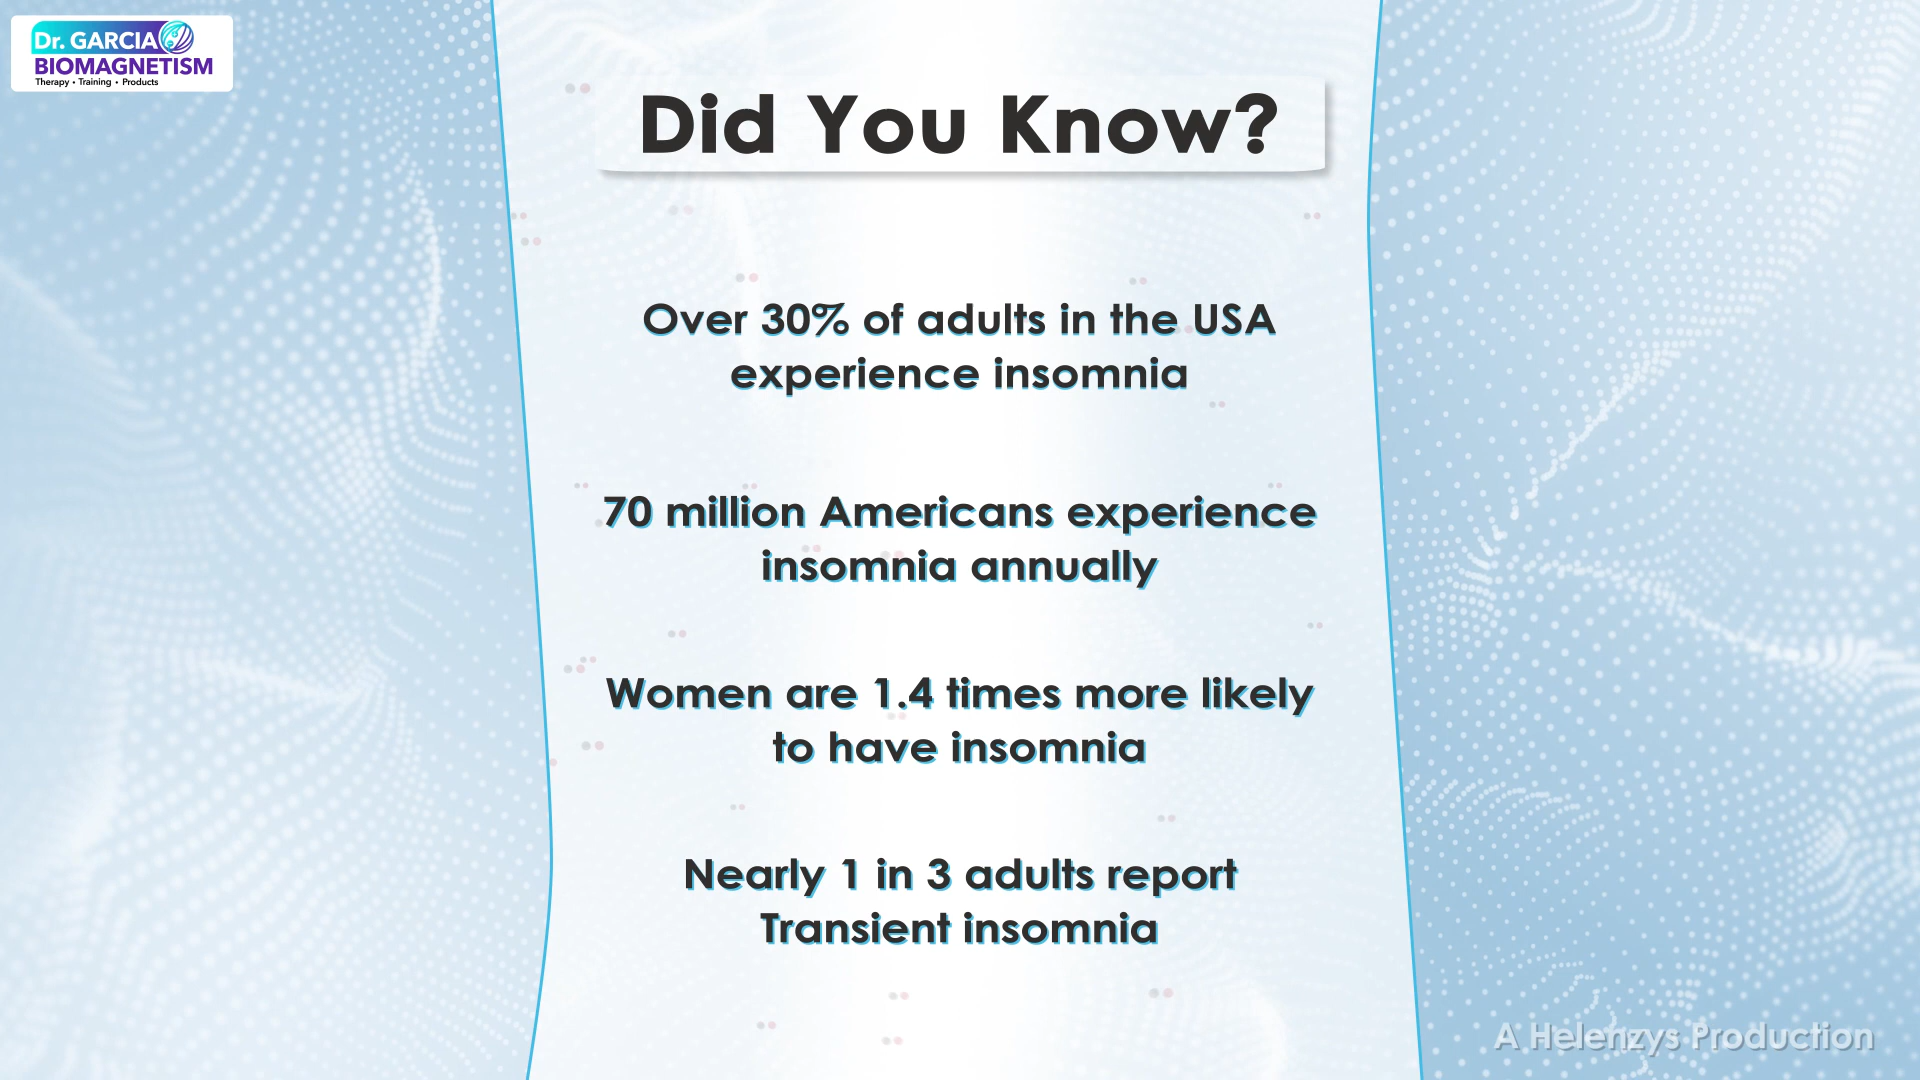 Dr. GARCIA
BIOMAGNETISM
Therapy • Training • Products
Did You Know?
Over 30% of adults in the USA
experience insomnia
70 million Americans experience
insomnia annually
Women are 1.4 times more likely
to have insomnia
Nearly 1 in 3 adults report
Transient insomnia
A Helenzys Production